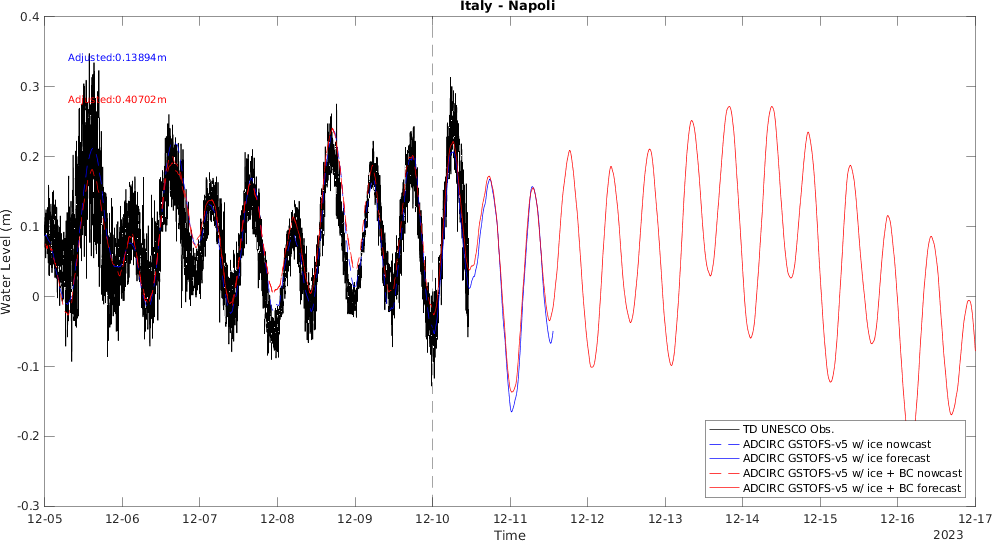 Italy - Napoli
0.4
0.3
0.2
0.1
0
-0.1
-0.2
-0.3
Water Level (m)
Adjusted:0.13894m
Adjusted:0.40702m
TD UNESCO Obs.
ADCIRC GSTOFS-v5 w/ ice nowcast
ADCIRC GSTOFS-v5 w/ ice forecast
ADCIRC GSTOFS-v5 w/ ice + BC nowcast
ADCIRC GSTOFS-v5 w/ ice + BC forecast
12-05 12-06 12-07 12-08 12-09 12-10 12-11 12-12 12-13 12-14 12-15 12-16 12-17
Time
2023